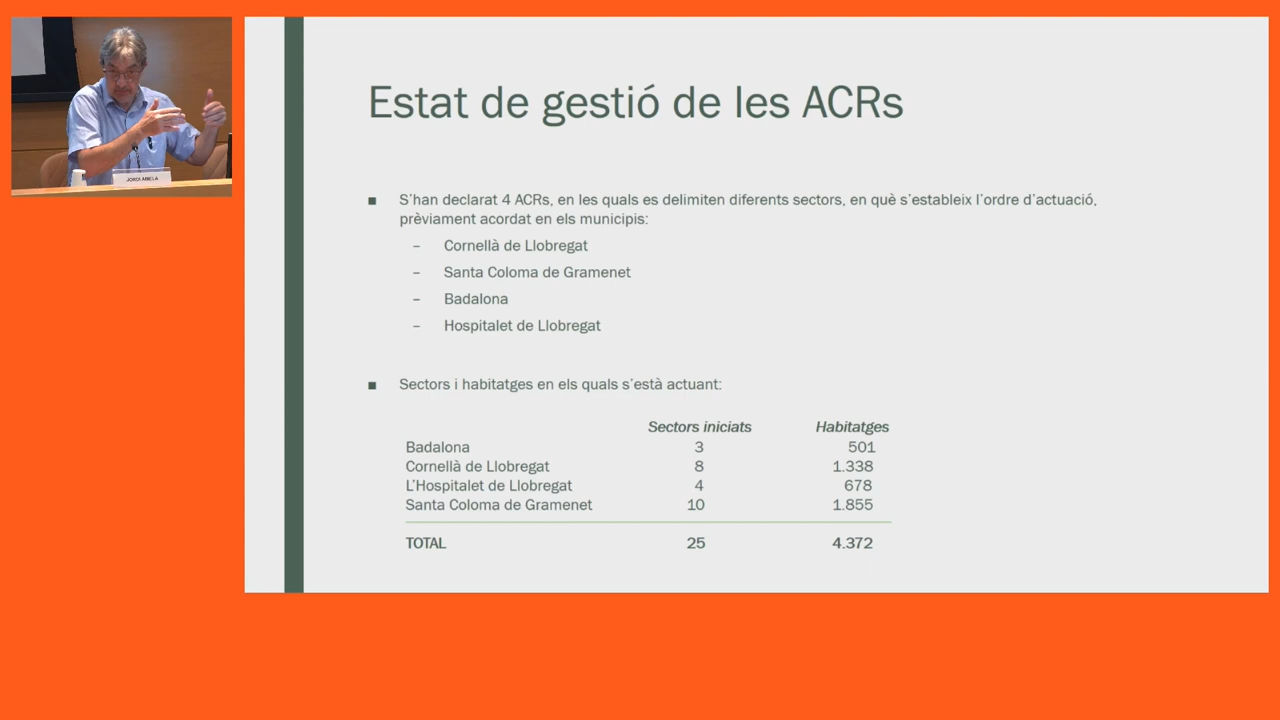 JORDI AMELA
Estat de gestió de les ACRs
■ S’han declarat 4 ACRs, en les quals es delimiten diferents sectors, en què s’estableix l’ordre d’actuació,
prèviament acordat en els municipis:
– Cornellà de Llobregat
– Santa Coloma de Gramenet
– Badalona
– Hospitalet de Llobregat
■ Sectors i habitatges en els quals s’està actuant:
Sectors iniciats Habitatges
Badalona 3 501
Cornellà de Llobregat 8 1.338
L’Hospitalet de Llobregat 4 678
Santa Coloma de Gramenet 10 1.855
TOTAL 25 4.372